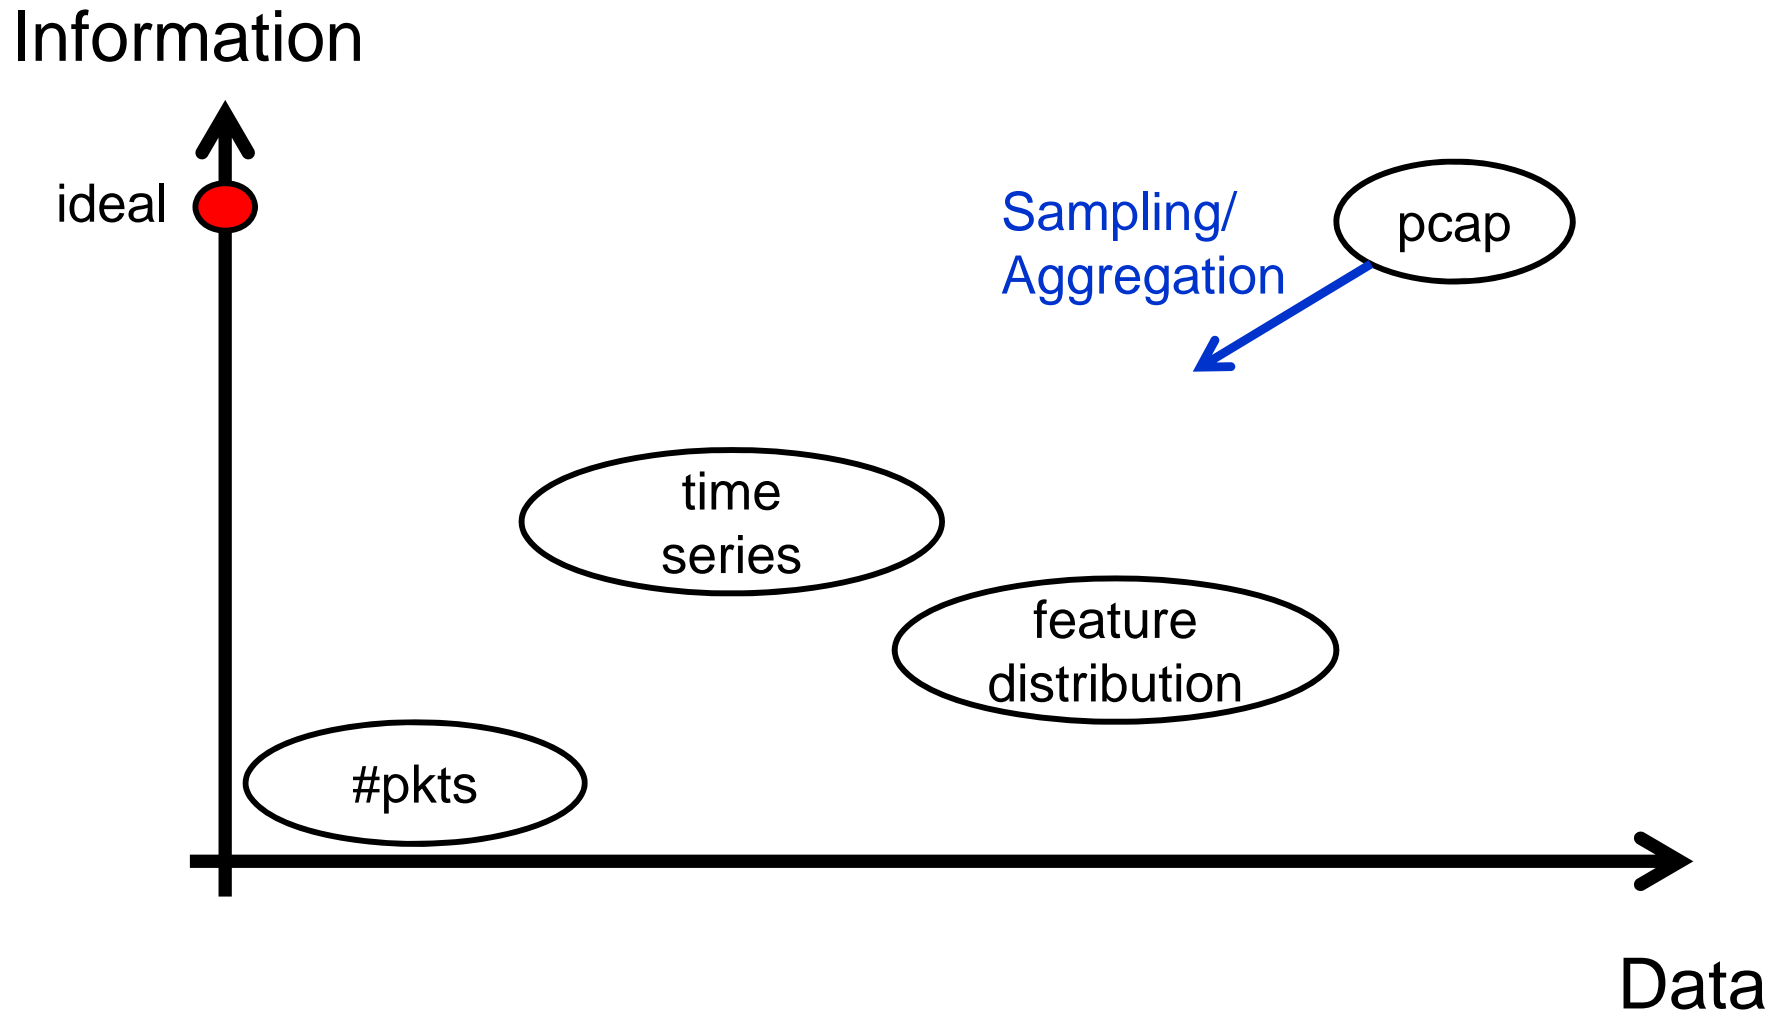 Information
ideal
Sampling/
Aggregation
pcap
time
series
feature
distribution
#pkts
Data